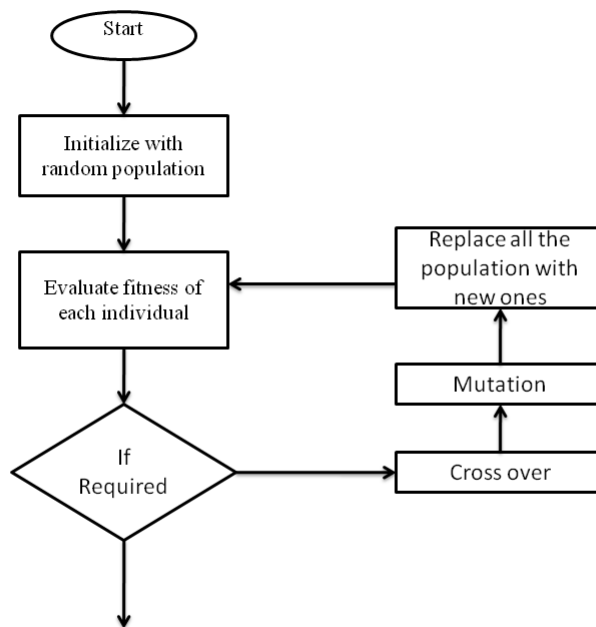 Start
Initialize with
random population
Evaluate fitness of
each individual
If
Required
Replace all the
population with
new ones
Mutation
Cross over